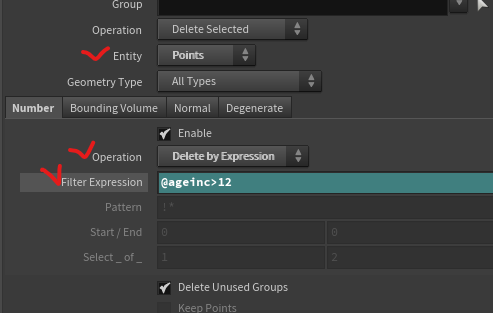 Group
Operation Delete Selected
Entity Points
Geometry Type All Types
Number Bounding Volume Normal Degenerate
Enable
Operation Delete by Expression
Filter Expression @ageinc>12
Pattern !*
Start / End 0 0
Select _ of _ 1 2
Delete Unused Groups
Keep Points